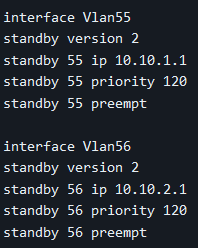 interface Vlan55
standby version 2
standby 55 ip 10.10.1.1
standby 55 priority 120
standby 55 preempt
interface Vlan56
standby version 2
standby 56 ip 10.10.2.1
standby 56 priority 120
standby 56 preempt